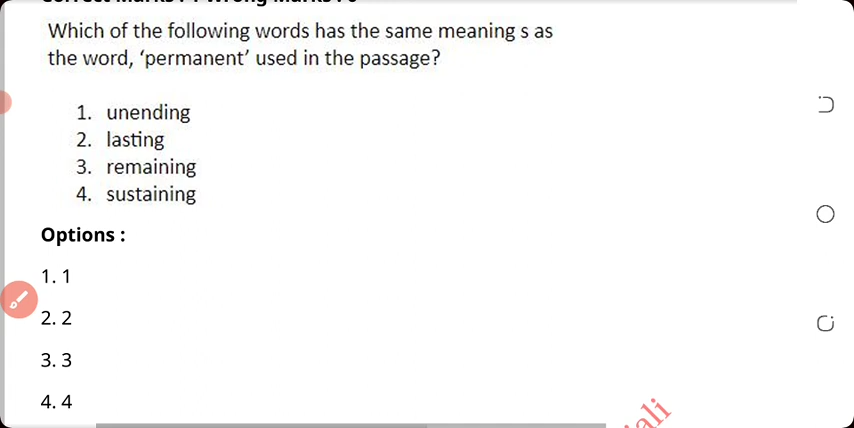 Which of the following words has the same meaning s as
the word, ‘permanent’ used in the passage?
1. unending
2. lasting
3. remaining
4. sustaining
Options :
1. 1
2. 2
3. 3
4. 4